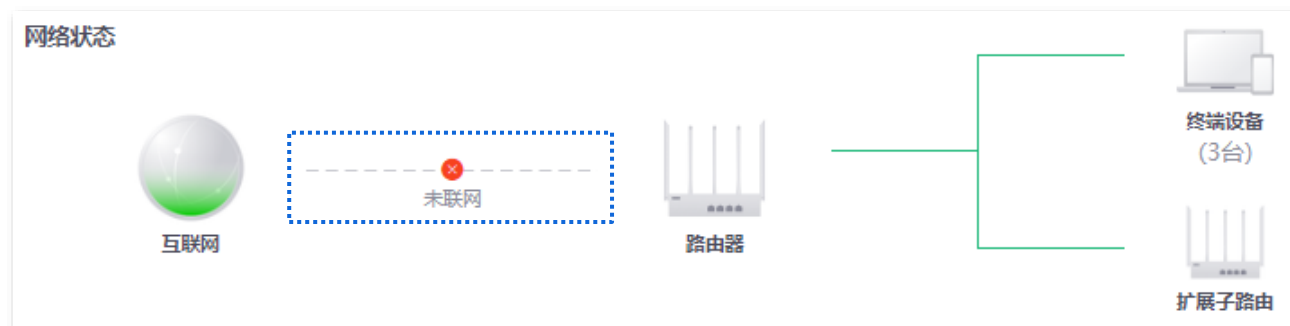 网络状态
未联网
互联网
路由器
终端设备
(3台)
扩展子路由